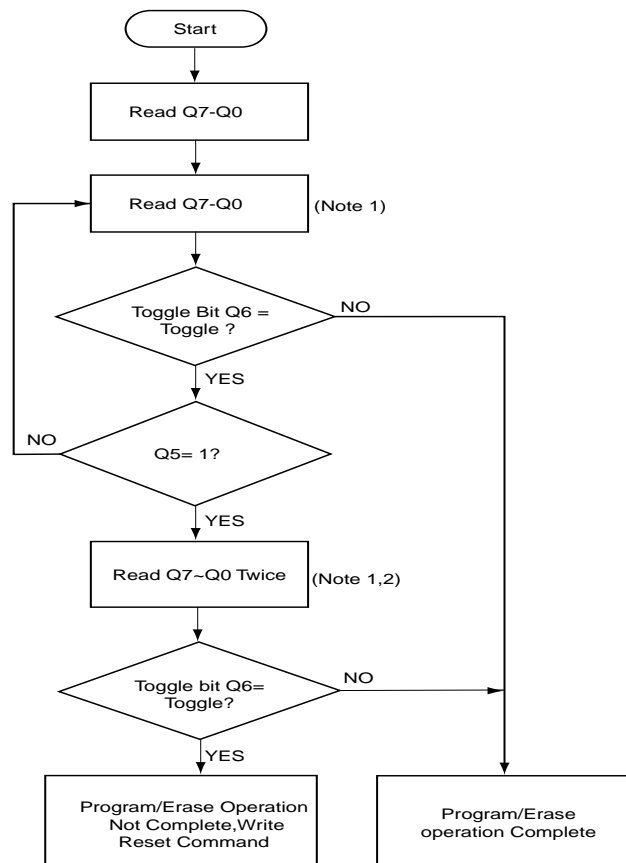 Start
Read Q7-Q0
Read Q7-Q0
(Note 1)
Toggle Bit Q6 =
Toggle ?
NO
YES
NO
Q5= 1?
YES
Read Q7~Q0 Twice
(Note 1,2)
Toggle bit Q6=
Toggle?
NO
YES
Program/Erase Operation
Not Complete,Write
Reset Command
Program/Erase
operation Complete